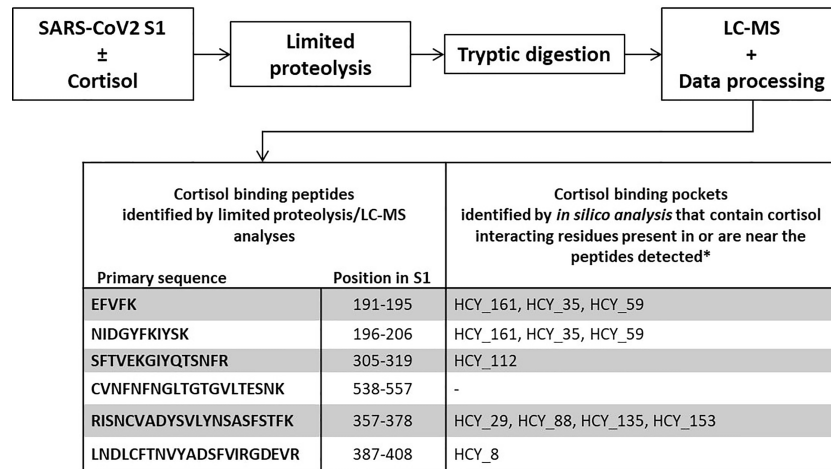 SARS-CoV2 S1
±
Cortisol
Limited
proteolysis
Tryptic digestion
LC-MS
+
Data processing
Cortisol binding peptides
identified by limited proteolysis/LC-MS
analyses
Cortisol binding pockets
identified by in silico analysis that contain cortisol
interacting residues present in or are near the
peptides detected*
Primary sequence Position in S1
EFVFK 191-195 HCY_161, HCY_35, HCY_59
NIDGYFKIYSK 196-206 HCY_161, HCY_35, HCY_59
SFTVEKGIYQTSNFR 305-319 HCY_112
CVNFNFNGLTGTGVLTESNK 538-557 -
RISNCVADYSVLYNSASFSTFK 357-378 HCY_29, HCY_88, HCY_135, HCY_153
LNDLCFTNVYADSFVIRGDEVR 387-408 HCY_8